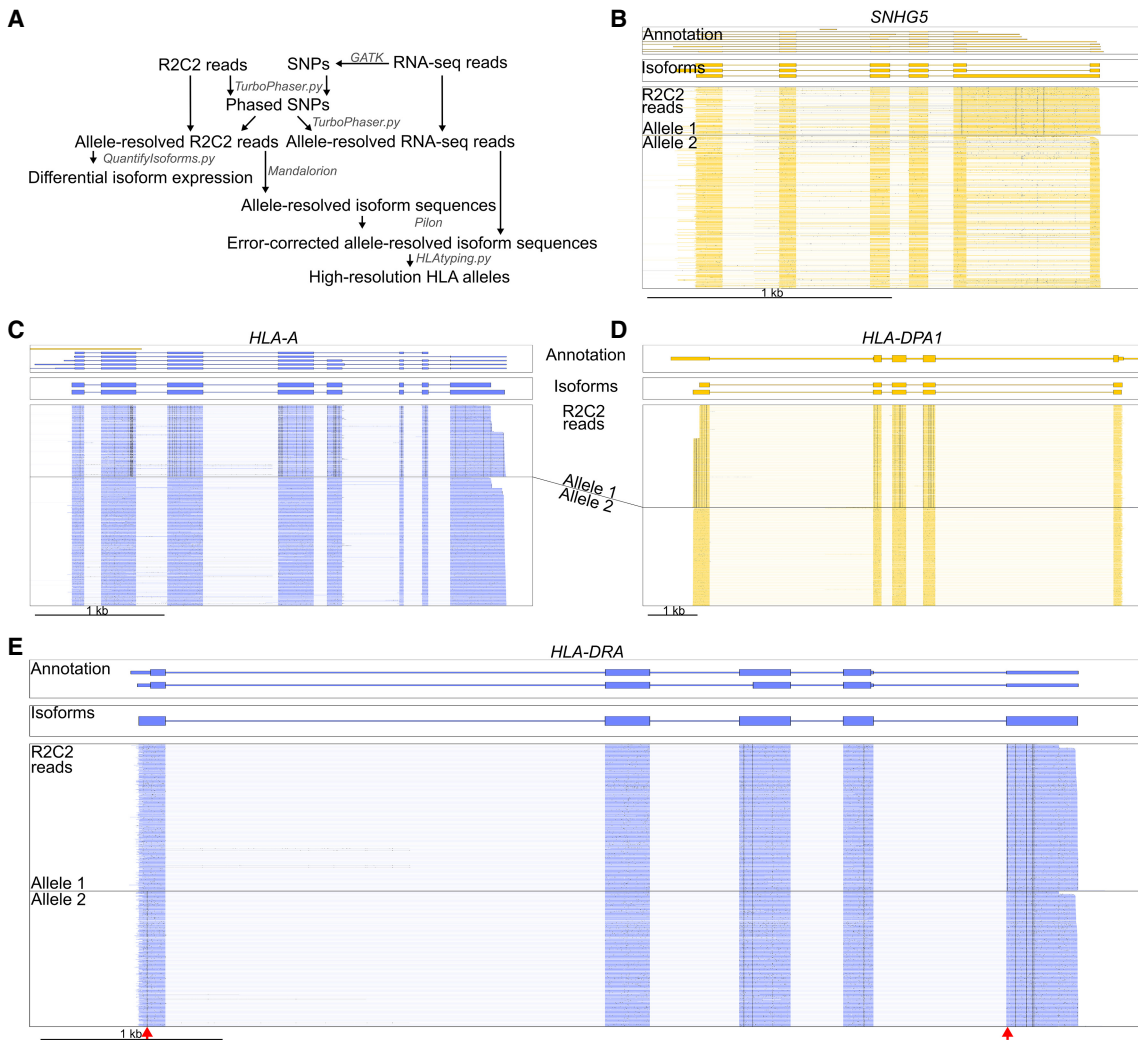 A
R2C2 reads
SNPs
GATK
RNA-seq reads
TurboPhaser.py
Phased SNPs
TurboPhaser.py
Allele-resolved R2C2 reads
Allele-resolved RNA-seq reads
QuantifyIsoforms.py
Differential isoform expression
Mandalorion
Allele-resolved isoform sequences
Pilon
Error-corrected allele-resolved isoform sequences
HLAtyping.py
High-resolution HLA alleles
B
SNHG5
Annotation
Isoforms
R2C2
reads
Allele 1
Allele 2
1 kb
C
HLA-A
1 kb
D
HLA-DPA1
Annotation
Isoforms
R2C2
reads
Allele 1
Allele 2
1 kb
E
HLA-DRA
Annotation
Isoforms
R2C2
reads
Allele 1
Allele 2
1 kb